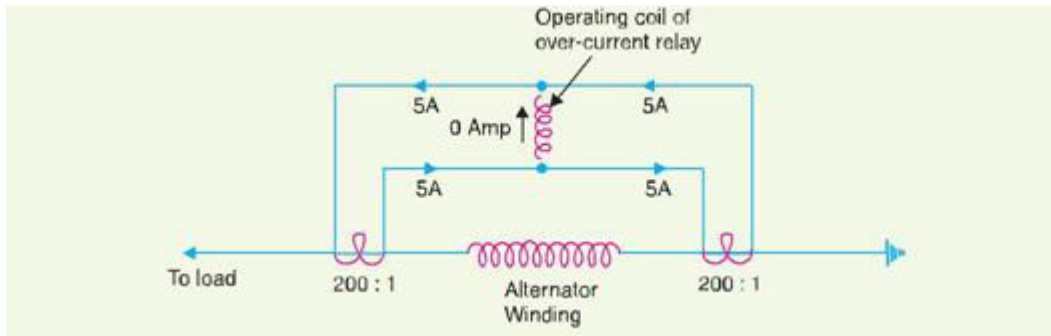 Operating coil of
over-current relay
5A
5A
0 Amp
5A
5A
To load
200 : 1
Alternator
Winding
200 : 1